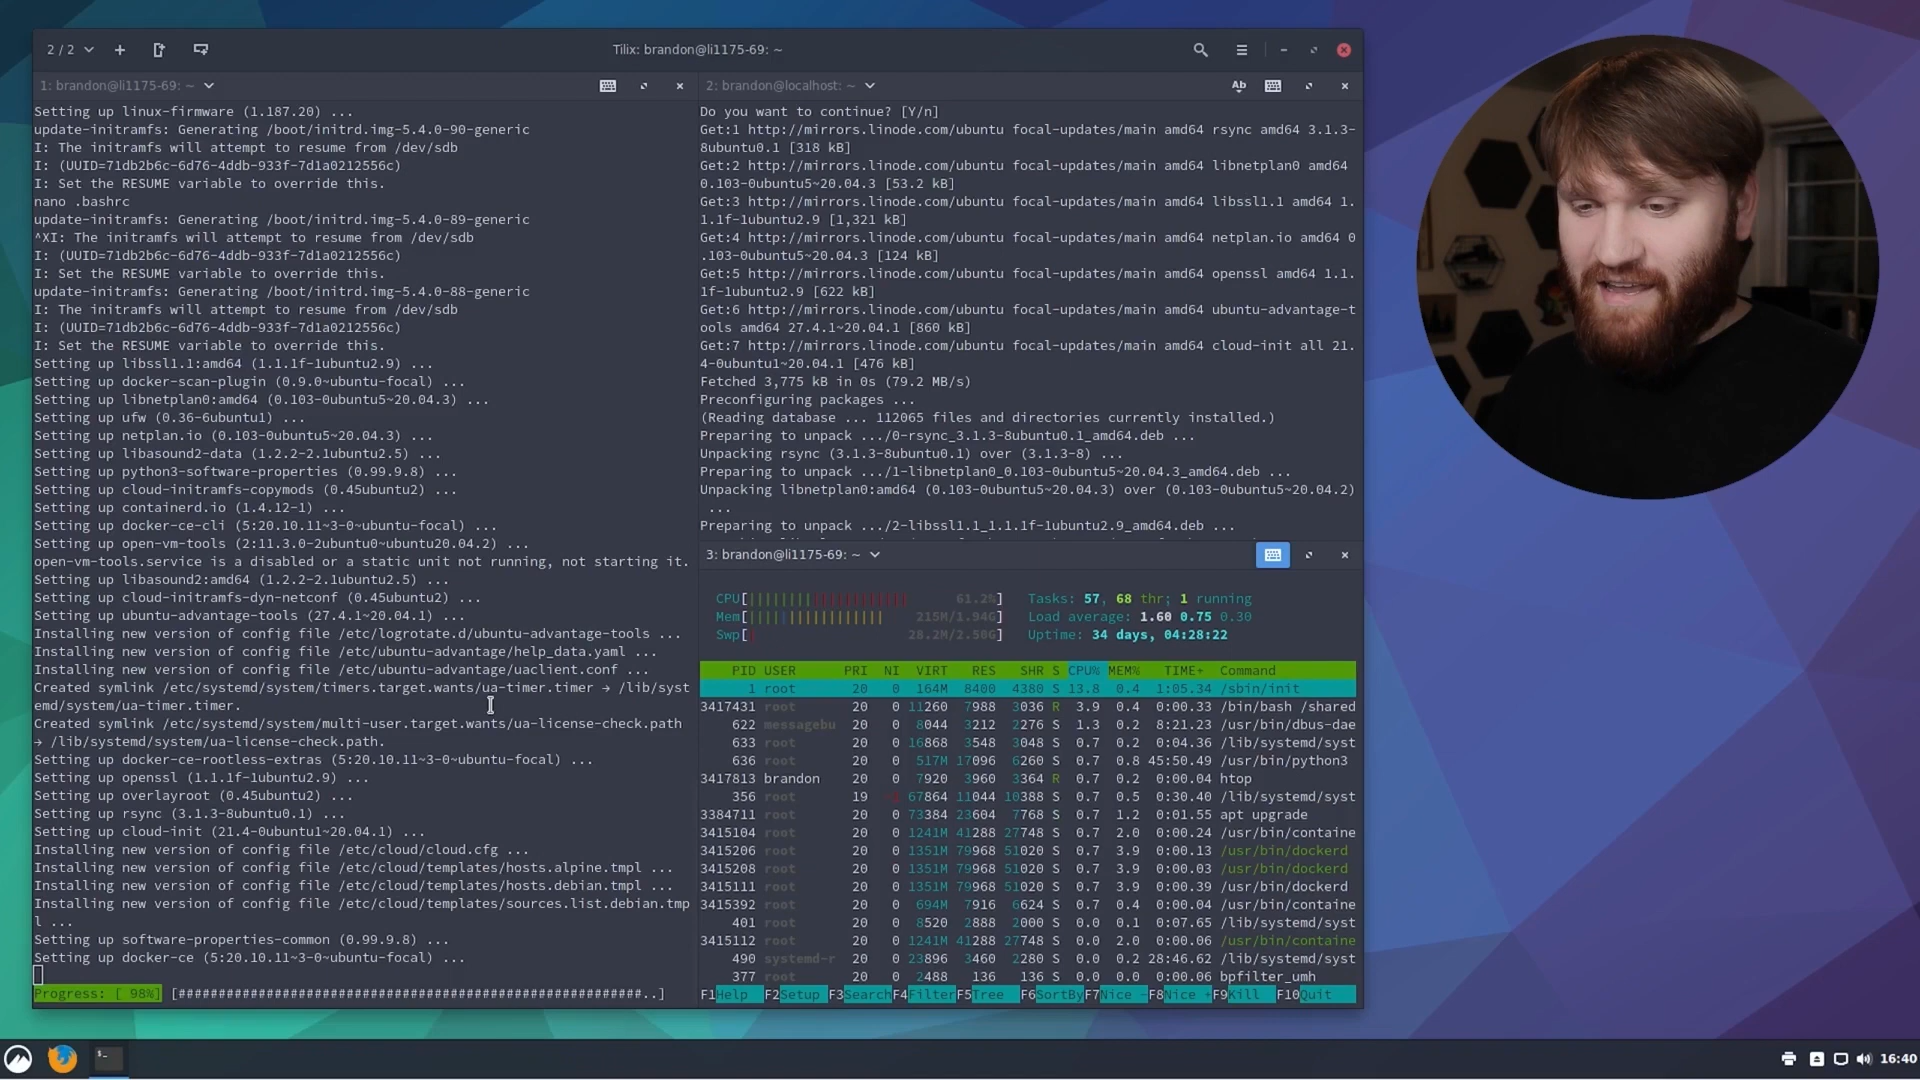 2 / 2
Tilix: brandon@li1175-69: ~
1: brandon@li1175-69: ~
Setting up linux-firmware (1.187.20) ...
update-initramfs: Generating /boot/initrd.img-5.4.0-90-generic
I: The initramfs will attempt to resume from /dev/sdb
I: (UUID=71db2b6c-6d76-4ddb-933f-7d1a0212556c)
I: Set the RESUME variable to override this.
nano .bashrc
update-initramfs: Generating /boot/initrd.img-5.4.0-89-generic
^XI: The initramfs will attempt to resume from /dev/sdb
I: (UUID=71db2b6c-6d76-4ddb-933f-7d1a0212556c)
I: Set the RESUME variable to override this.
update-initramfs: Generating /boot/initrd.img-5.4.0-88-generic
I: The initramfs will attempt to resume from /dev/sdb
I: (UUID=71db2b6c-6d76-4ddb-933f-7d1a0212556c)
I: Set the RESUME variable to override this.
Setting up libssl1.1:amd64 (1.1.1f-1ubuntu2.9) ...
Setting up docker-scan-plugin (0.9.0~ubuntu-focal) ...
Setting up libnetplan0:amd64 (0.103-0ubuntu5~20.04.3) ...
Setting up ufw (0.36-6ubuntu1) ...
Setting up netplan.io (0.103-0ubuntu5~20.04.3) ...
Setting up libasound2-data (1.2.2-2.1ubuntu2.5) ...
Setting up python3-software-properties (0.99.9.8) ...
Setting up cloud-initramfs-copymods (0.45ubuntu2) ...
Setting up containerd.io (1.4.12-1) ...
Setting up docker-ce-cli (5:20.10.11~3-0~ubuntu-focal) ...
Setting up open-vm-tools (2:11.3.0-2ubuntu0~ubuntu20.04.2) ...
open-vm-tools.service is a disabled or a static unit not running, not starting it.
Setting up libasound2:amd64 (1.2.2-2.1ubuntu2.5) ...
Setting up cloud-initramfs-dyn-netconf (0.45ubuntu2) ...
Setting up ubuntu-advantage-tools (27.4.1~20.04.1) ...
Installing new version of config file /etc/logrotate.d/ubuntu-advantage-tools ...
Installing new version of config file /etc/ubuntu-advantage/help_data.yaml ...
Installing new version of config file /etc/ubuntu-advantage/uaclient.conf ...
Created symlink /etc/systemd/system/timers.target.wants/ua-timer.timer → /lib/syst
emd/system/ua-timer.timer.
Created symlink /etc/systemd/system/multi-user.target.wants/ua-license-check.path
→ /lib/systemd/system/ua-license-check.path.
Setting up docker-ce-rootless-extras (5:20.10.11~3-0~ubuntu-focal) ...
Setting up openssl (1.1.1f-1ubuntu2.9) ...
Setting up overlayroot (0.45ubuntu2) ...
Setting up rsync (3.1.3-8ubuntu0.1) ...
Setting up cloud-init (21.4-0ubuntu1~20.04.1) ...
Installing new version of config file /etc/cloud/cloud.cfg ...
Installing new version of config file /etc/cloud/templates/hosts.alpine.tmpl ...
Installing new version of config file /etc/cloud/templates/hosts.debian.tmpl ...
Installing new version of config file /etc/cloud/templates/sources.list.debian.tmp
l ...
Setting up software-properties-common (0.99.9.8) ...
Setting up docker-ce (5:20.10.11~3-0~ubuntu-focal) ...
Progress: [ 98%] [##########################################################..]
2: brandon@localhost: ~
Do you want to continue? [Y/n]
Get:1 http://mirrors.linode.com/ubuntu focal-updates/main amd64 rsync amd64 3.1.3-
8ubuntu0.1 [318 kB]
Get:2 http://mirrors.linode.com/ubuntu focal-updates/main amd64 libnetplan0 amd64
0.103-0ubuntu5~20.04.3 [53.2 kB]
Get:3 http://mirrors.linode.com/ubuntu focal-updates/main amd64 libssl1.1 amd64 1.
1.1f-1ubuntu2.9 [1,321 kB]
Get:4 http://mirrors.linode.com/ubuntu focal-updates/main amd64 netplan.io amd64 0
.103-0ubuntu5~20.04.3 [124 kB]
Get:5 http://mirrors.linode.com/ubuntu focal-updates/main amd64 openssl amd64 1.1.
1f-1ubuntu2.9 [622 kB]
Get:6 http://mirrors.linode.com/ubuntu focal-updates/main amd64 ubuntu-advantage-t
ools amd64 27.4.1~20.04.1 [860 kB]
Get:7 http://mirrors.linode.com/ubuntu focal-updates/main amd64 cloud-init all 21.
4-0ubuntu1~20.04.1 [476 kB]
Fetched 3,775 kB in 0s (79.2 MB/s)
Preconfiguring packages ...
(Reading database ... 112065 files and directories currently installed.)
Preparing to unpack .../0-rsync_3.1.3-8ubuntu0.1_amd64.deb ...
Unpacking rsync (3.1.3-8ubuntu0.1) over (3.1.3-8) ...
Preparing to unpack .../1-libnetplan0_0.103-0ubuntu5~20.04.3_amd64.deb ...
Unpacking libnetplan0:amd64 (0.103-0ubuntu5~20.04.3) over (0.103-0ubuntu5~20.04.2)
...
Preparing to unpack .../2-libssl1.1_1.1.1f-1ubuntu2.9_amd64.deb ...
3: brandon@li1175-69: ~
CPU[|||||||||||||||||||| 61.2%] Tasks: 57, 68 thr; 1 running
Mem[||||||||||||||||| 215M/1.94G] Load average: 1.60 0.75 0.30
Swp[| 28.2M/2.50G] Uptime: 34 days, 04:28:22
PID USER PRI NI VIRT RES SHR S CPU% MEM% TIME+ Command
1 root 20 0 164M 8400 4380 S 13.8 0.4 1:05.34 /sbin/init
3417431 root 20 0 11260 7988 3036 R 3.9 0.4 0:00.33 /bin/bash /shared
622 messagebu 20 0 8044 3212 2276 S 1.3 0.2 8:21.23 /usr/bin/dbus-dae
633 root 20 0 16868 3548 3048 S 0.7 0.2 0:04.36 /lib/systemd/syst
636 root 20 0 517M 17096 6260 S 0.7 0.8 45:50.49 /usr/bin/python3
3417813 brandon 20 0 7920 3960 3364 R 0.7 0.2 0:00.04 htop
356 root 19 -1 67864 11044 10388 S 0.7 0.5 0:30.40 /lib/systemd/syst
3384711 root 20 0 73384 23604 7768 S 0.7 1.2 0:01.55 apt upgrade
3415104 root 20 0 1241M 41288 27748 S 0.7 2.0 0:00.24 /usr/bin/containe
3415206 root 20 0 1351M 79968 51020 S 0.7 3.9 0:00.13 /usr/bin/dockerd
3415208 root 20 0 1351M 79968 51020 S 0.7 3.9 0:00.03 /usr/bin/dockerd
3415111 root 20 0 1351M 79968 51020 S 0.7 3.9 0:00.39 /usr/bin/dockerd
3415392 root 20 0 694M 7916 6624 S 0.7 0.4 0:00.04 /usr/bin/containe
401 root 20 0 8520 2888 2000 S 0.0 0.1 0:07.65 /lib/systemd/syst
3415112 root 20 0 1241M 41288 27748 S 0.0 2.0 0:00.06 /usr/bin/containe
490 systemd-r 20 0 23896 3460 2280 S 0.0 0.2 28:46.62 /lib/systemd/syst
377 root 20 0 2488 136 136 S 0.0 0.0 0:00.06 bpfilter_umh
F1Help F2Setup F3SearchF4FilterF5Tree F6SortByF7Nice -F8Nice +F9Kill F10Quit
16:40